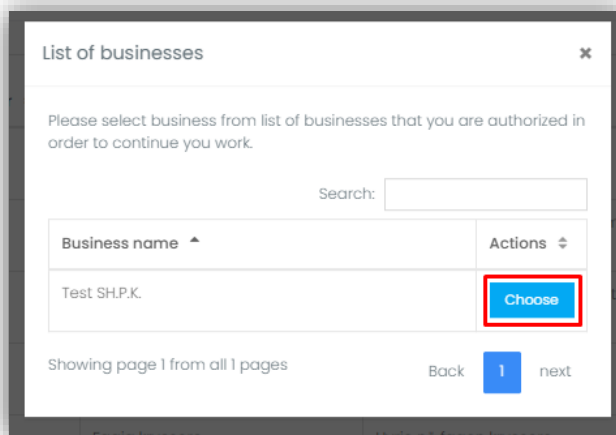 List of businesses
Please select business from list of businesses that you are authorized in
order to continue you work.
Search:
Business name Actions
Test SH.P.K. Choose
Showing page 1 from all 1 pages Back 1 next